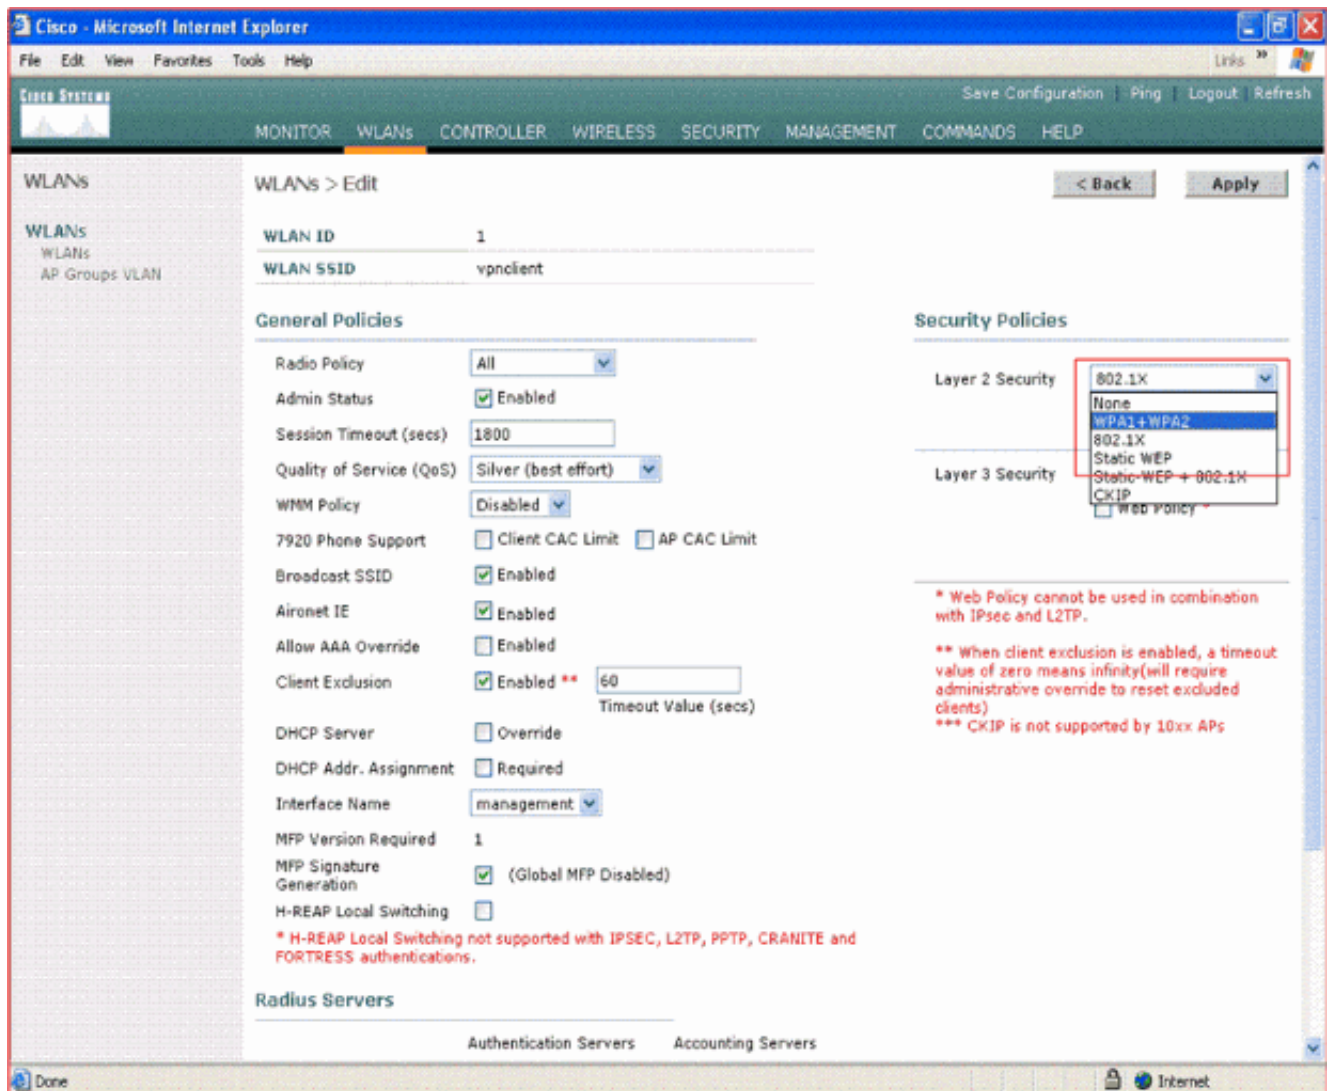 Cisco - Microsoft Internet Explorer
File Edit View Favorites Tools Help
Links »
CISCO SYSTEMS
Save Configuration | Ping | Logout | Refresh
MONITOR WLANs CONTROLLER WIRELESS SECURITY MANAGEMENT COMMANDS HELP
WLANs
WLANs
WLANs
AP Groups VLAN
WLANs > Edit
< Back
Apply
WLAN ID 1
WLAN SSID vpnclient
General Policies
Radio Policy All
Admin Status Enabled
Session Timeout (secs) 1800
Quality of Service (QoS) Silver (best effort)
WMM Policy Disabled
7920 Phone Support Client CAC Limit AP CAC Limit
Broadcast SSID Enabled
Aironet IE Enabled
Allow AAA Override Enabled
Client Exclusion Enabled ** 60
Timeout Value (secs)
DHCP Server Override
DHCP Addr. Assignment Required
Interface Name management
MFP Version Required 1
MFP Signature
Generation (Global MFP Disabled)
H-REAP Local Switching
* H-REAP Local Switching not supported with IPSEC, L2TP, PPTP, CRANITE and
FORTRESS authentications.
Security Policies
Layer 2 Security 802.1X
None
WPA1+WPA2
802.1X
Static WEP
Static-WEP + 802.1X
CKIP
Layer 3 Security
Web Policy *
* Web Policy cannot be used in combination
with IPsec and L2TP.
** When client exclusion is enabled, a timeout
value of zero means infinity(will require
administrative override to reset excluded
clients)
*** CKIP is not supported by 10xx APs
Radius Servers
Authentication Servers Accounting Servers
Done
Internet